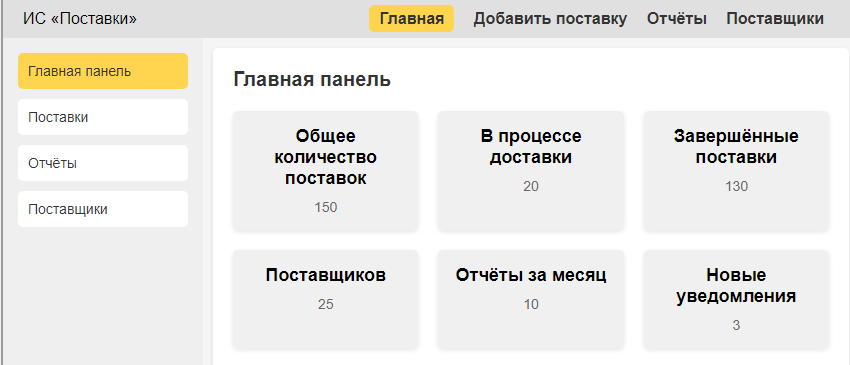 ИС «Поставки»
Главная
Добавить поставку
Отчёты
Поставщики
Главная панель
Поставки
Отчёты
Поставщики
Главная панель
Общее
количество
поставок
150
В процессе
доставки
20
Завершённые
поставки
130
Поставщиков
25
Отчёты за месяц
10
Новые
уведомления
3